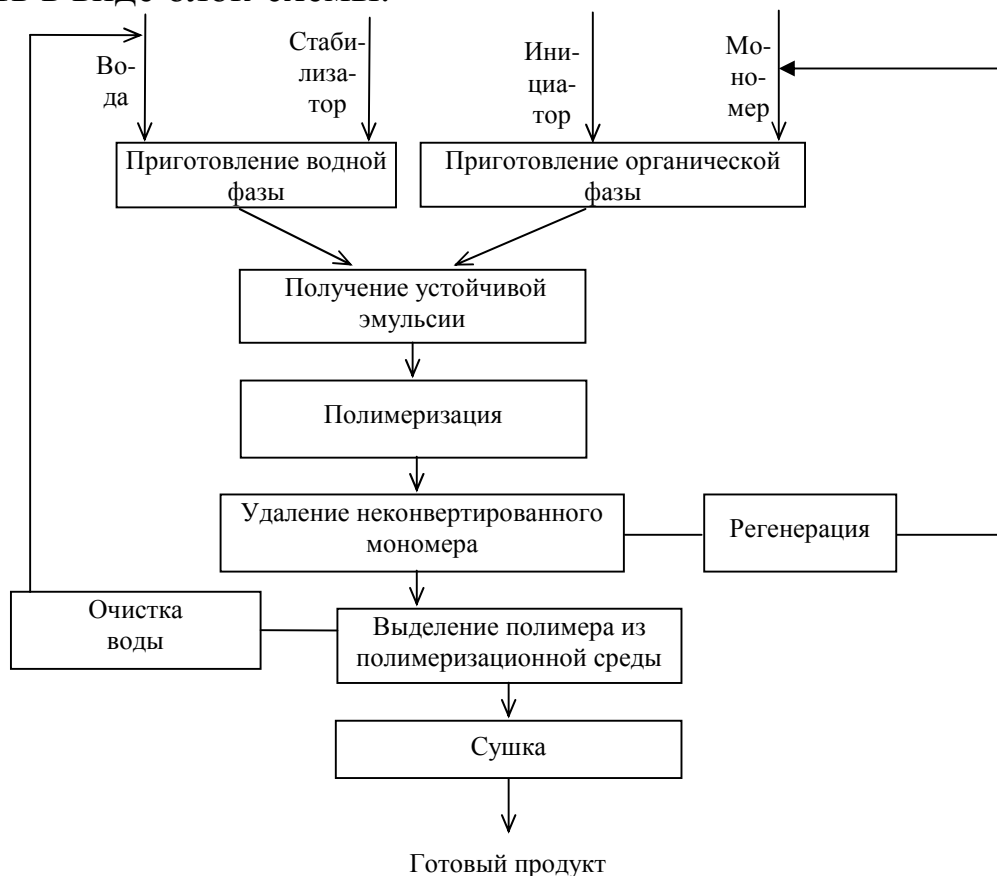 в виде блок-схемы:
Во-
да
Стаби-
лиза-
тор
Ини-
циа-
тор
Мо-
но-
мер
Приготовление водной
фазы
Приготовление органической
фазы
Получение устойчивой
эмульсии
Полимеризация
Удаление неконвертированного
мономера
Регенерация
Очистка
воды
Выделение полимера из
полимеризационной среды
Сушка
Готовый продукт